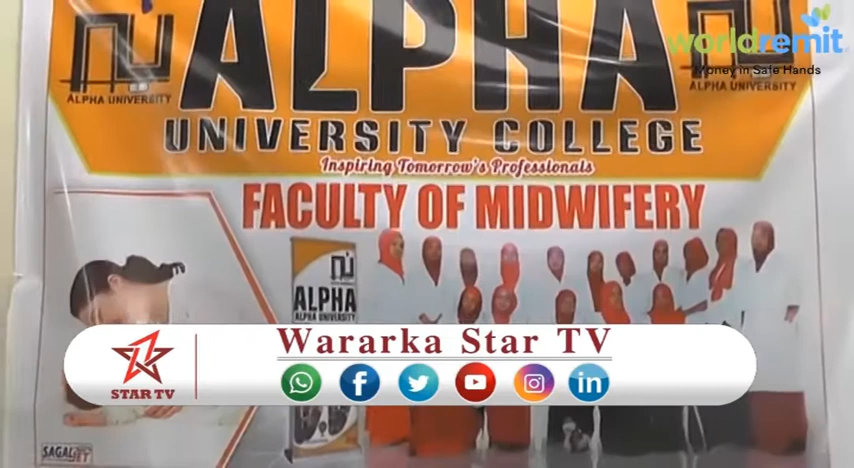 ALPHA
UNIVERSITY COLLEGE
Inspiring Tomorrow's Professionals
FACULTY OF MIDWIFERY
ALPHA UNIVERSITY
ALPHA UNIVERSITY
worldremit
Money in Safe Hands
ALPHA
ALPHA UNIVERSITY
Wararka Star TV
STAR TV
SAGALJET